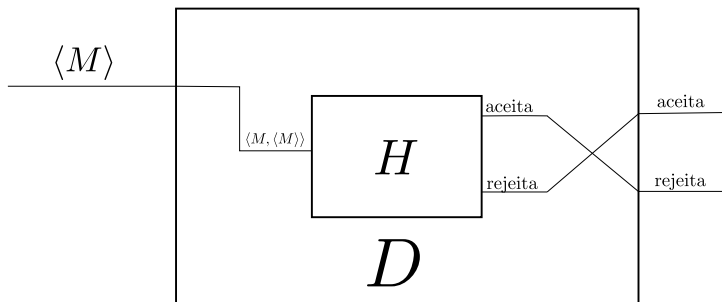 ⟨M⟩
⟨M, ⟨M⟩⟩
H
aceita
rejeita
aceita
rejeita
D